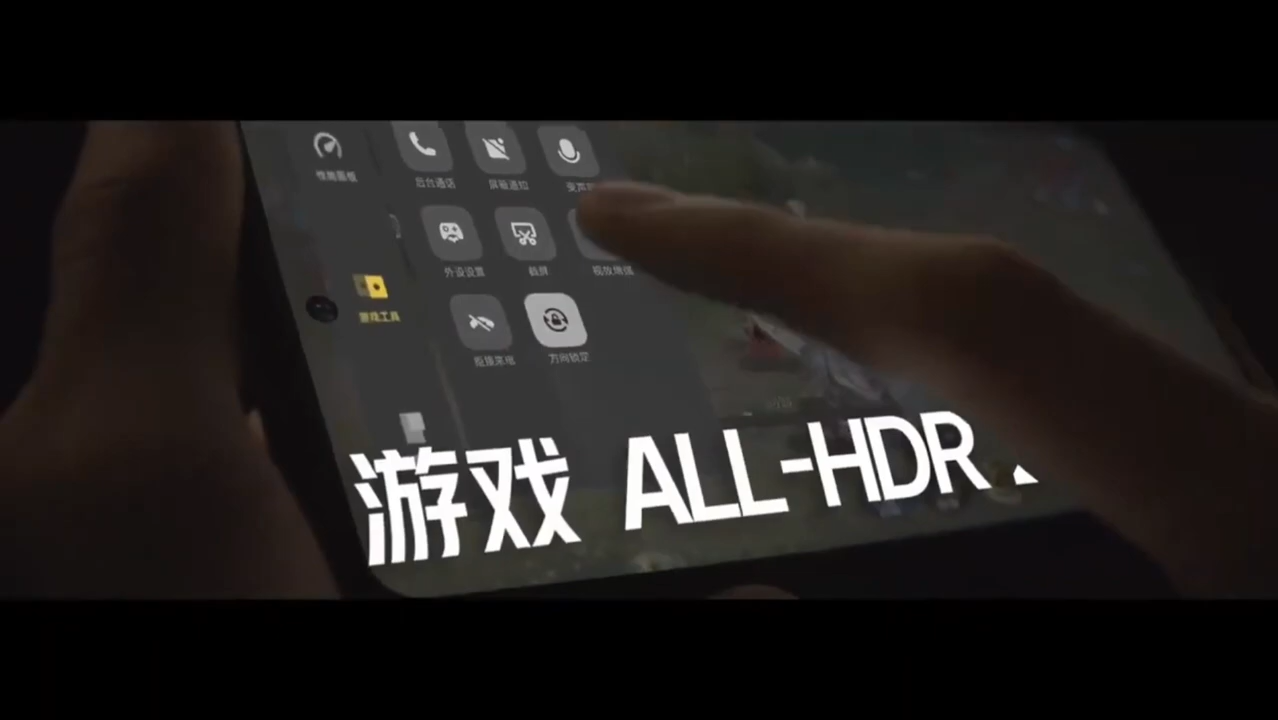 性能面板
后台通话
屏蔽通知
外设设置
截屏
游戏工具
拒接来电
方向锁定
游戏 ALL-HDR